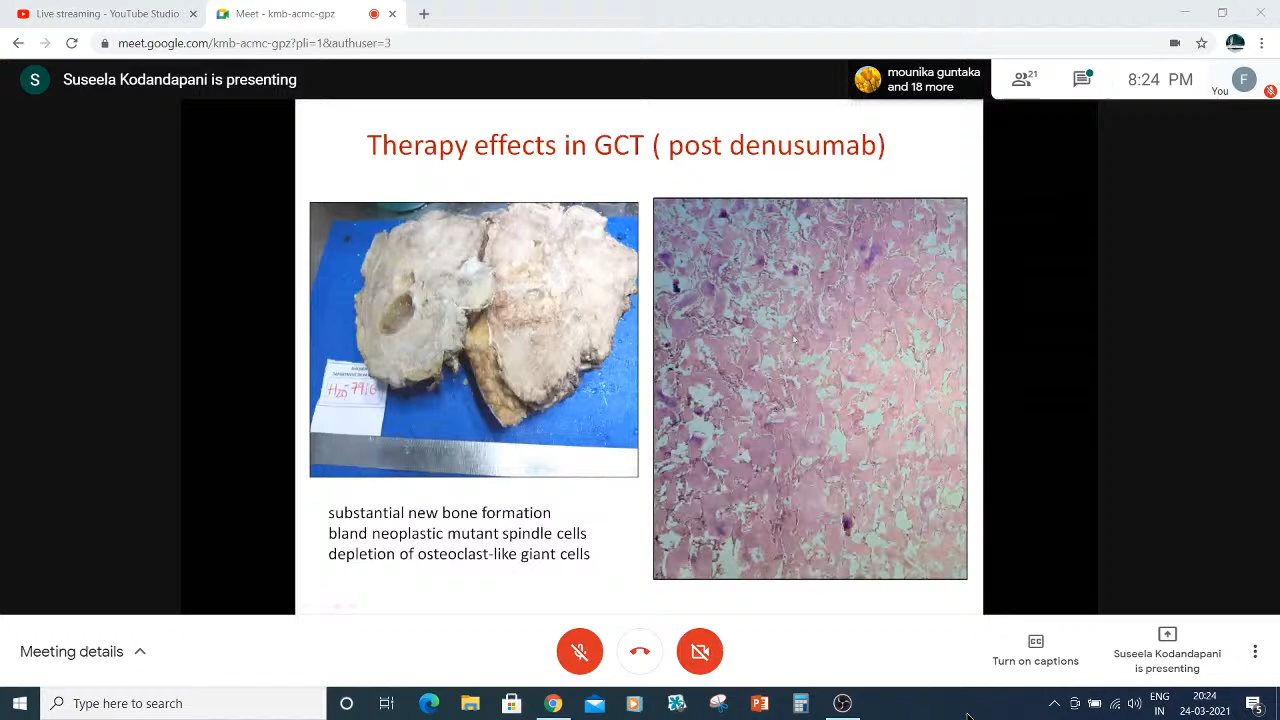 Live streaming - YouTube Studio
Meet - kmb-acmc-gpz
meet.google.com/kmb-acmc-gpz?pli=1&authuser=3
S
Suseela Kodandapani is presenting
mounika guntaka
and 18 more
21
8:24 PM
You
F
Therapy effects in GCT ( post denusumab)
substantial new bone formation
bland neoplastic mutant spindle cells
depletion of osteoclast-like giant cells
Meeting details
CC
Turn on captions
Suseela Kodandapani
is presenting
Type here to search
ENG
IN
20:24
24-03-2021
5